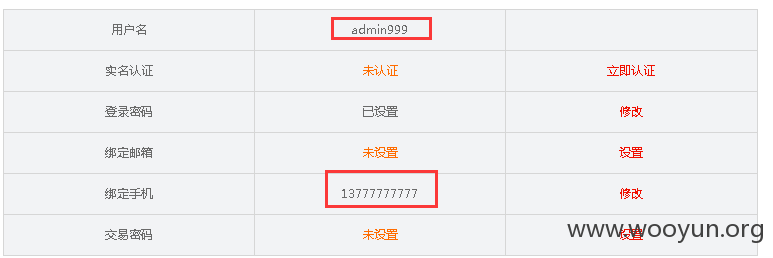 用户名 admin999
实名认证 未认证 立即认证
登录密码 已设置 修改
绑定邮箱 未设置 设置
绑定手机 13777777777 修改
交易密码 未设置 设置
www.wooyun.org